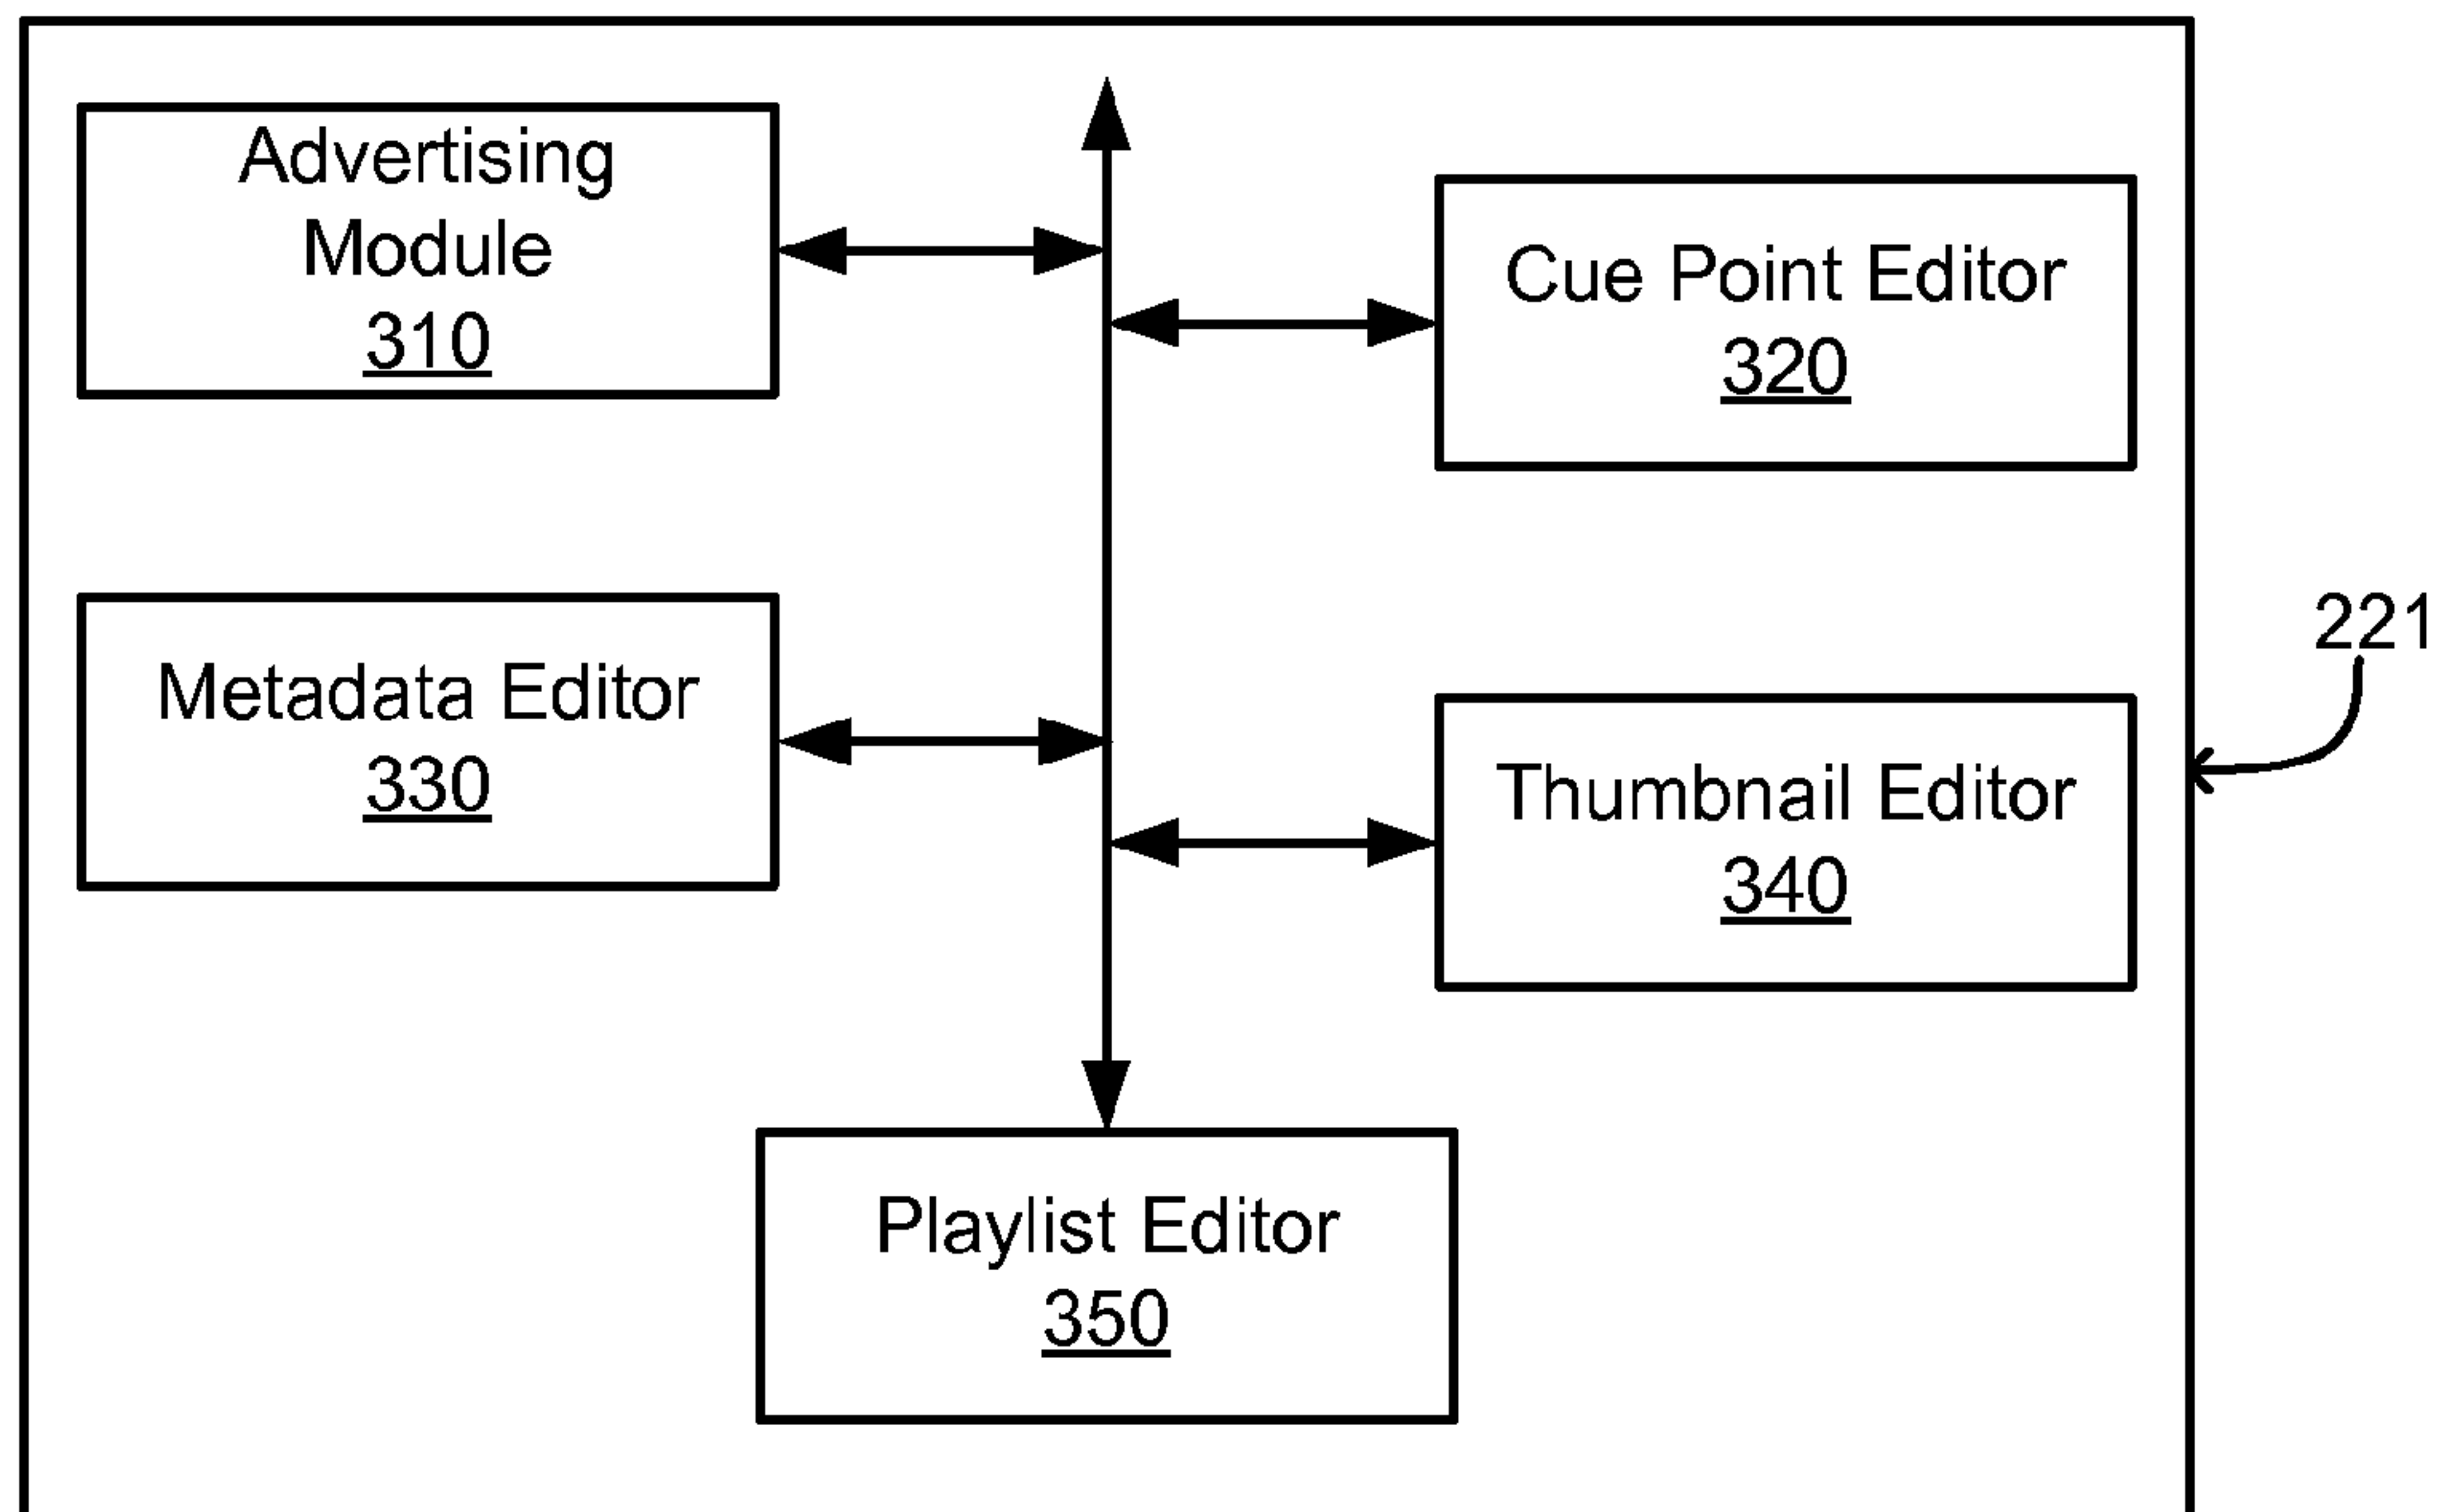 Advertising
Module
310
Cue Point Editor
320
Metadata Editor
330
221
Thumbnail Editor
340
Playlist Editor
350